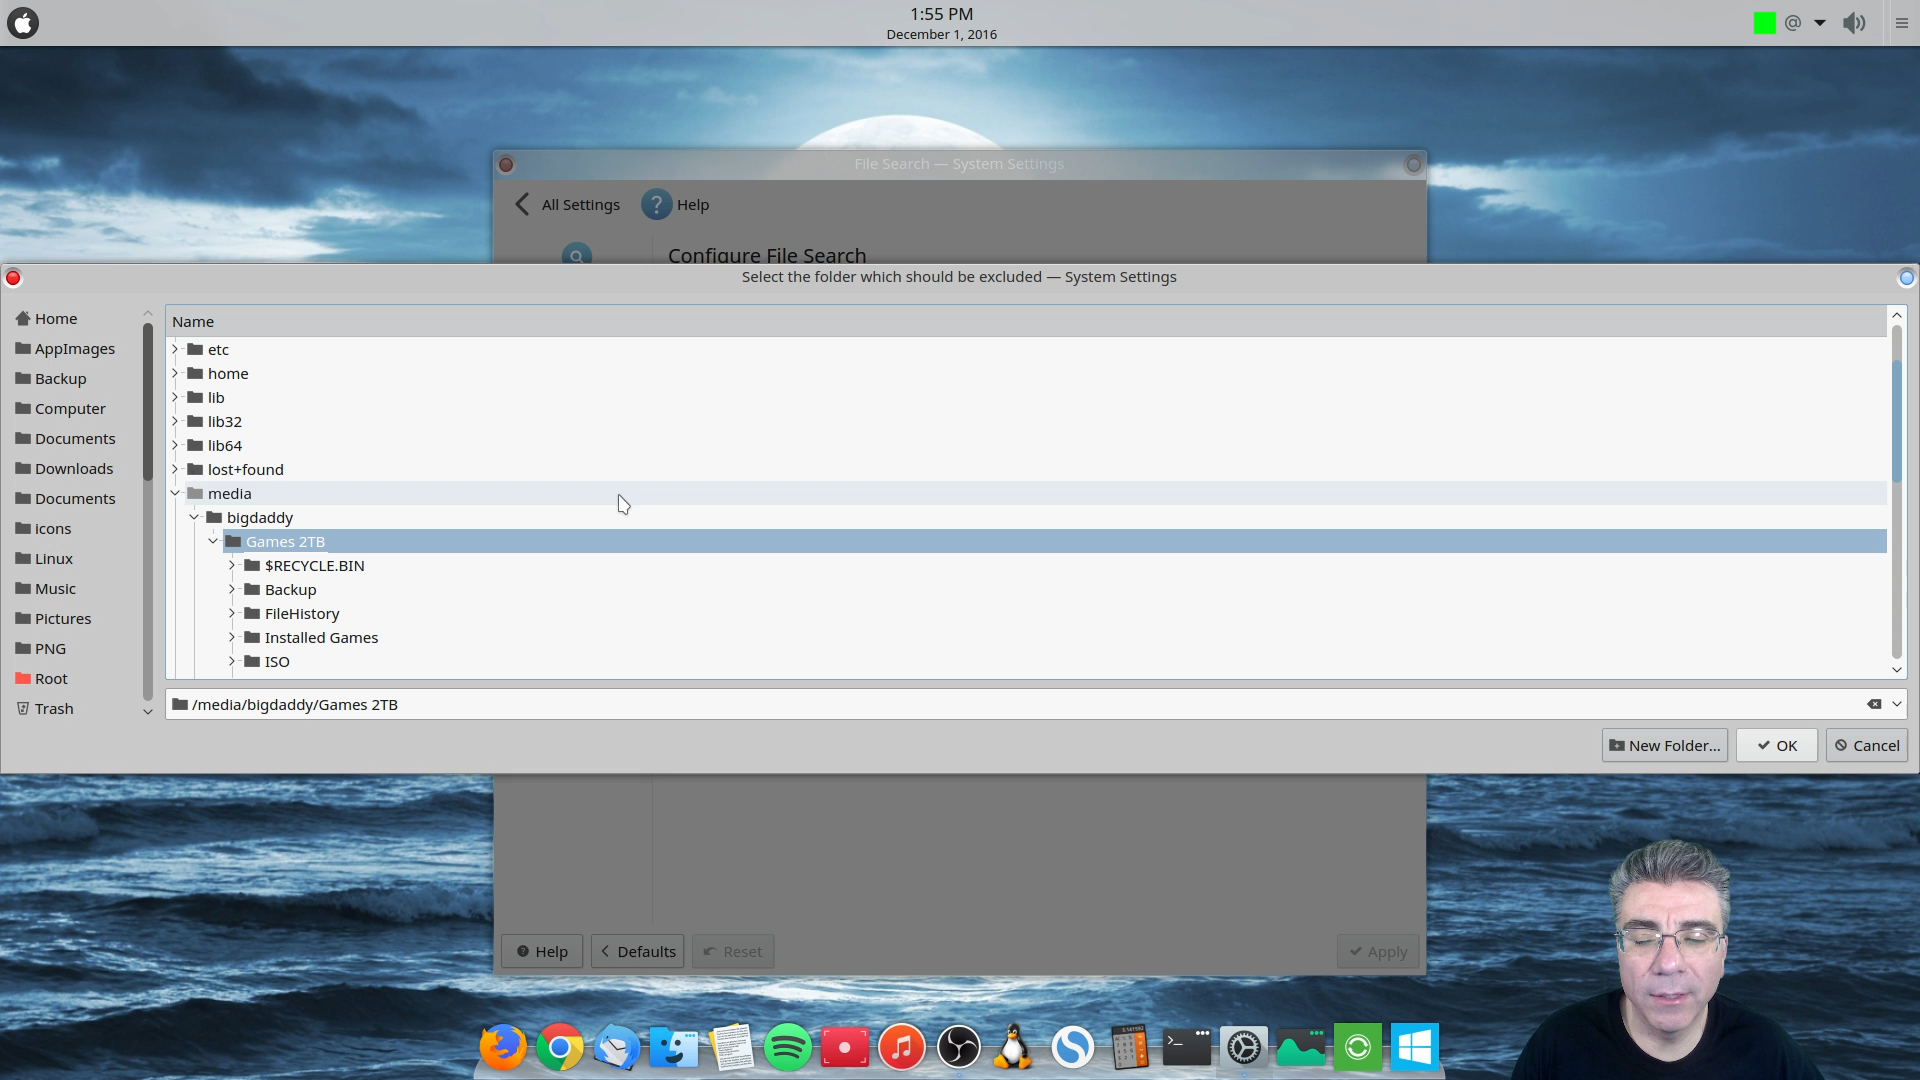 1:55 PM
December 1, 2016
File Search — System Settings
All Settings
? Help
Configure File Search
Select the folder which should be excluded — System Settings
Home
AppImages
Backup
Computer
Documents
Downloads
Documents
icons
Linux
Music
Pictures
PNG
Root
Trash
Name
etc
home
lib
lib32
lib64
lost+found
media
bigdaddy
Games 2TB
$RECYCLE.BIN
Backup
FileHistory
Installed Games
ISO
/media/bigdaddy/Games 2TB
New Folder...
OK
Cancel
Help
Defaults
Reset
Apply